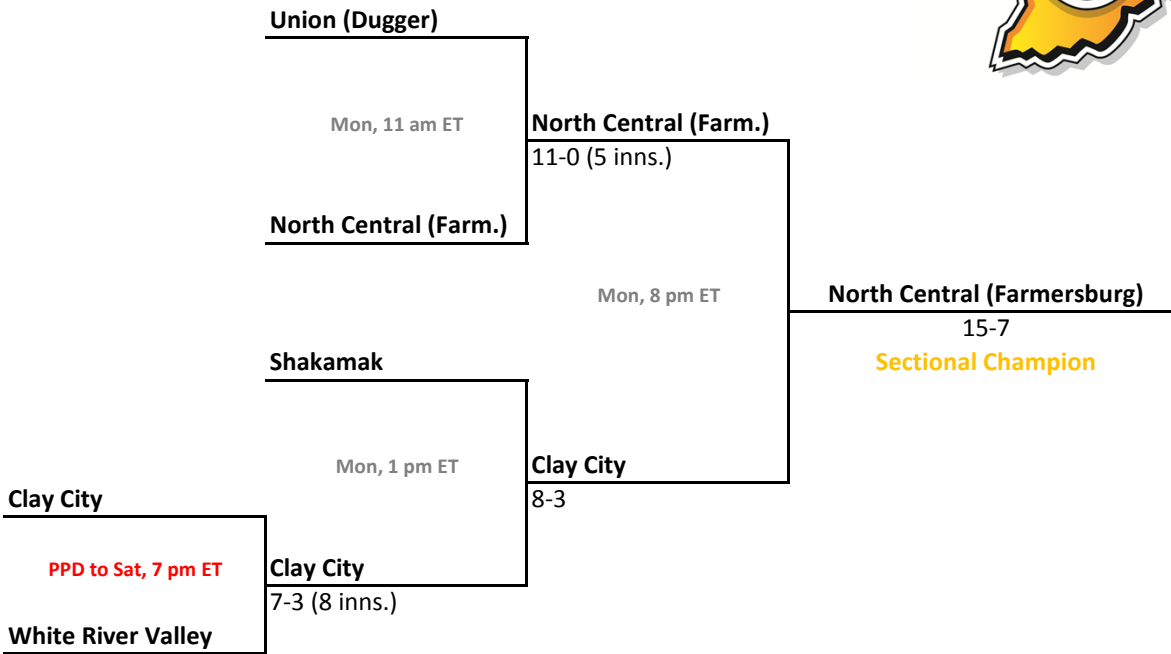 Union (Dugger)
Mon, 11 am ET
North Central (Farm.)
11-0 (5 inns.)
North Central (Farm.)
Mon, 8 pm ET
North Central (Farmersburg)
15-7
Sectional Champion
Shakamak
Mon, 1 pm ET
Clay City
8-3
Clay City
PPD to Sat, 7 pm ET
Clay City
7-3 (8 inns.)
White River Valley